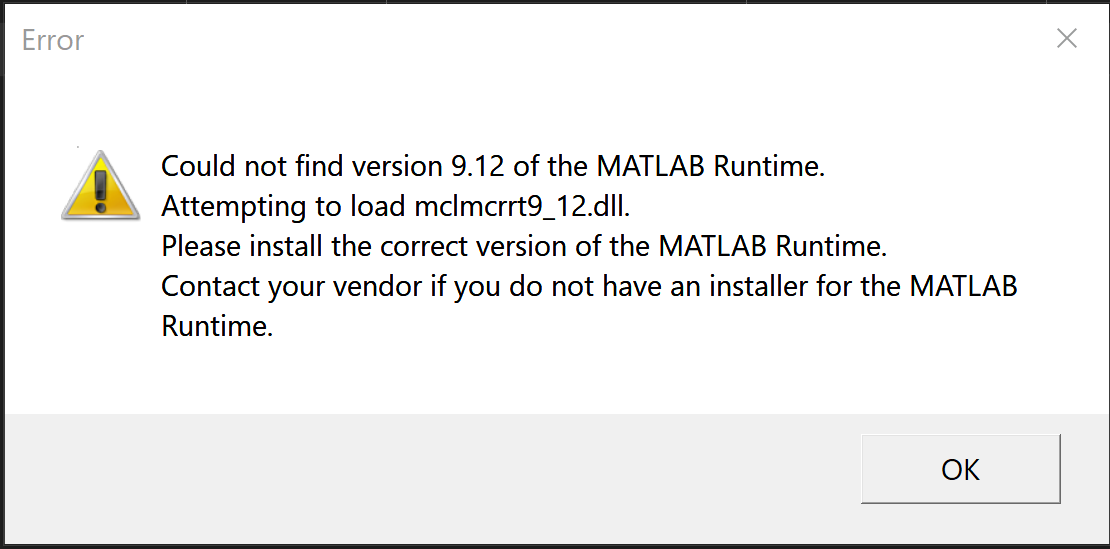 Error
Could not find version 9.12 of the MATLAB Runtime.
Attempting to load mclmcrrt9_12.dll.
Please install the correct version of the MATLAB Runtime.
Contact your vendor if you do not have an installer for the MATLAB
Runtime.
OK